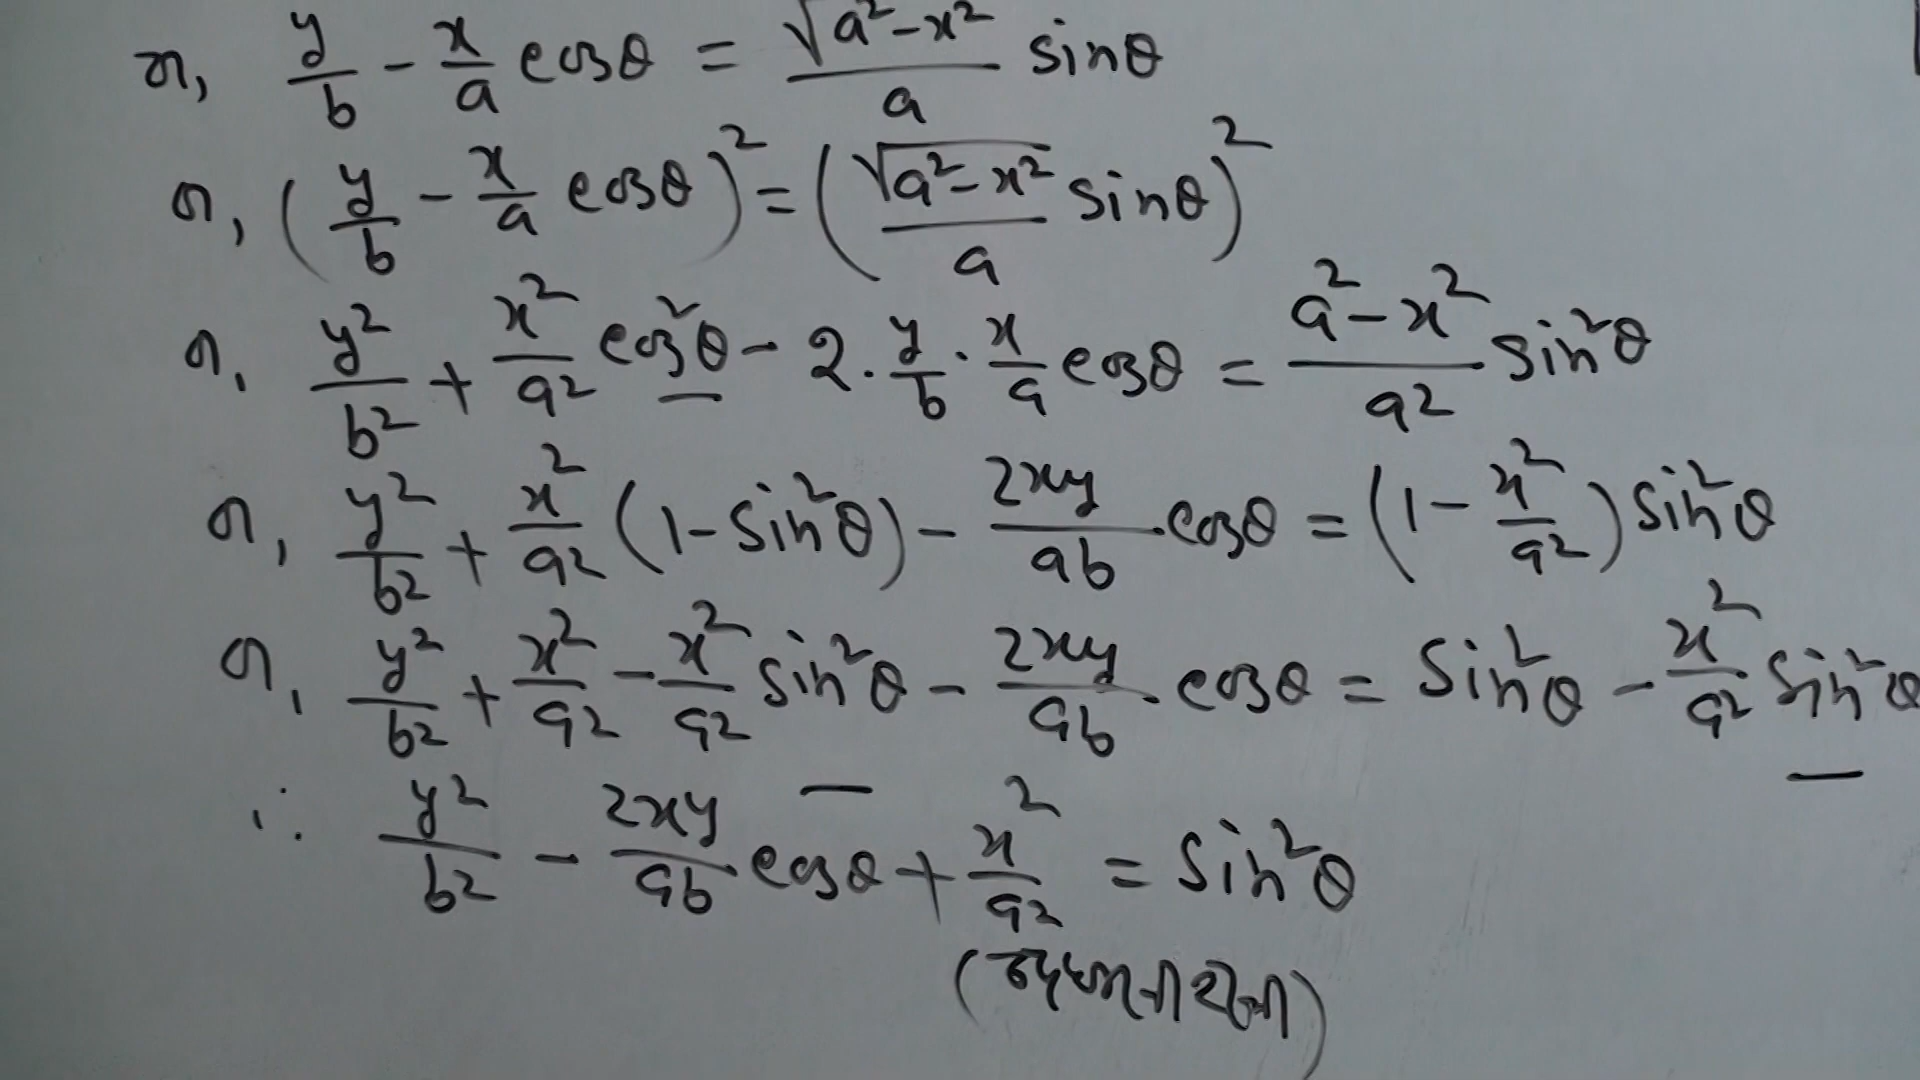 বা, y/b - x/a cosθ = √(a²-x²)/a sinθ
বা, (y/b - x/a cosθ)² = (√(a²-x²)/a sinθ)²
বা, y²/b² + x²/a² cos²θ - 2. y/b . x/a cosθ = (a²-x²)/a² sin²θ
বা, y²/b² + x²/a² (1-sin²θ) - 2xy/ab .cosθ = (1- x²/a²) sin²θ
বা, y²/b² + x²/a² - x²/a² sin²θ - 2xy/ab . cosθ = sin²θ - x²/a² sin²θ
∴ y²/b² - 2xy/ab cosθ + x²/a² = sin²θ